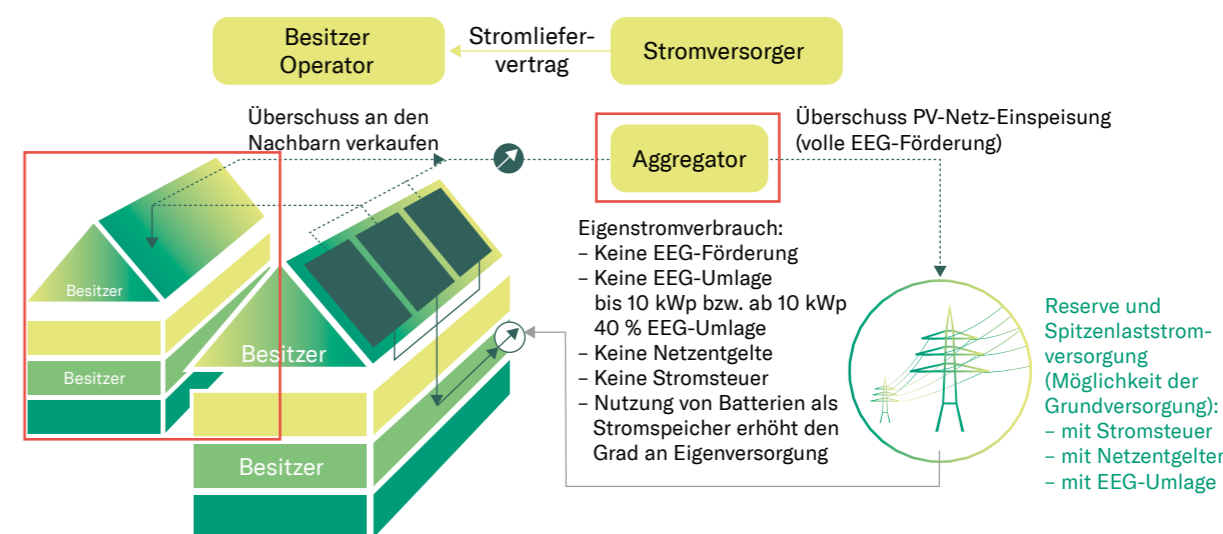 Besitzer
Operator
Stromliefer-
vertrag
Stromversorger
Überschuss an den
Nachbarn verkaufen
Aggregator
Überschuss PV-Netz-Einspeisung
(volle EEG-Förderung)
Besitzer
Besitzer
Besitzer
Besitzer
Eigenstromverbrauch:
– Keine EEG-Förderung
– Keine EEG-Umlage
bis 10 kWp bzw. ab 10 kWp
40 % EEG-Umlage
– Keine Netzentgelte
– Keine Stromsteuer
– Nutzung von Batterien als
Stromspeicher erhöht den
Grad an Eigenversorgung
Reserve und
Spitzenlaststrom-
versorgung
(Möglichkeit der
Grundversorgung):
– mit Stromsteuer
– mit Netzentgelten
– mit EEG-Umlage